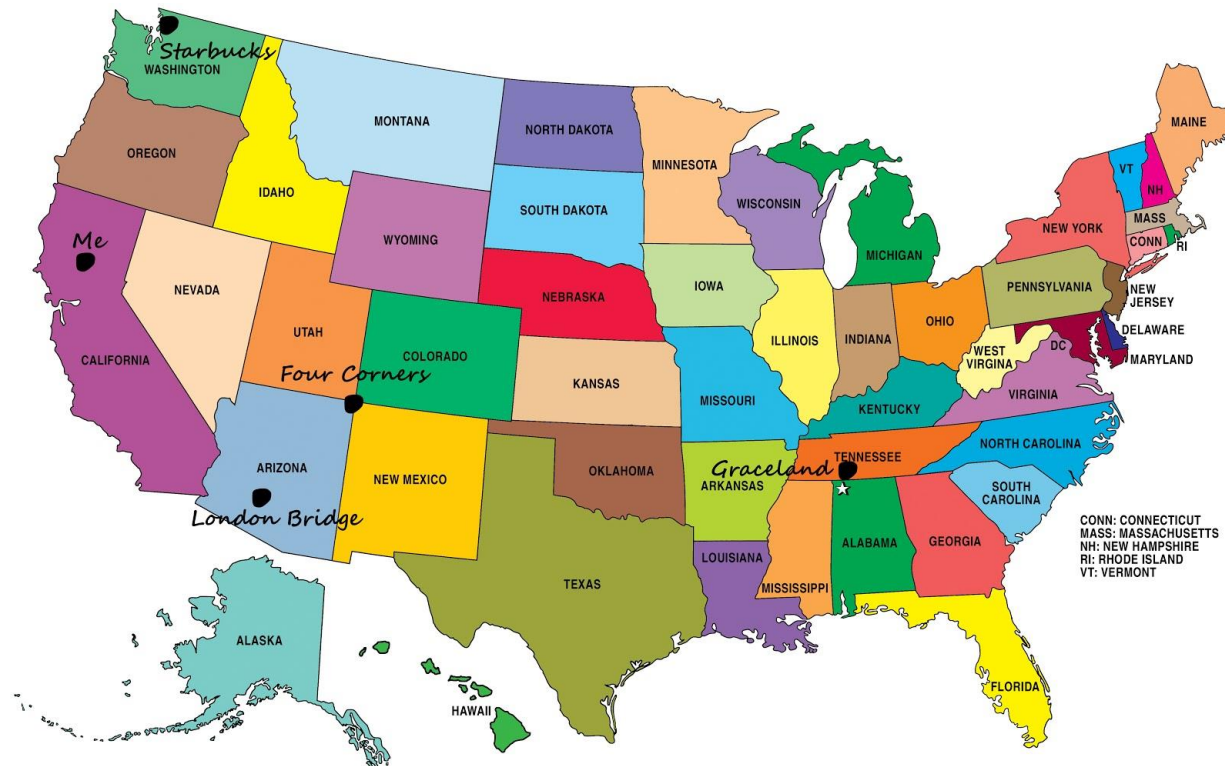 Starbucks
WASHINGTON
MONTANA
NORTH DAKOTA
MINNESOTA
MAINE
OREGON
IDAHO
VT
NH
WISCONSIN
SOUTH DAKOTA
MASS
Me
WYOMING
NEW YORK
CONN
RI
MICHIGAN
NEVADA
IOWA
PENNSYLVANIA
NEW
JERSEY
NEBRASKA
UTAH
OHIO
DELAWARE
ILLINOIS
INDIANA
DC
COLORADO
WEST
VIRGINA
MARYLAND
CALIFORNIA
Four Corners
KANSAS
VIRGINIA
MISSOURI
KENTUCKY
NORTH CAROLINA
TENNESSEE
Graceland
ARIZONA
NEW MEXICO
OKLAHOMA
ARKANSAS
SOUTH
CAROLINA
London Bridge
CONN: CONNECTICUT
MASS: MASSACHUSETTS
NH: NEW HAMPSHIRE
RI: RHODE ISLAND
VT: VERMONT
ALABAMA
GEORGIA
LOUISIANA
TEXAS
MISSISSIPPI
ALASKA
FLORIDA
HAWAII